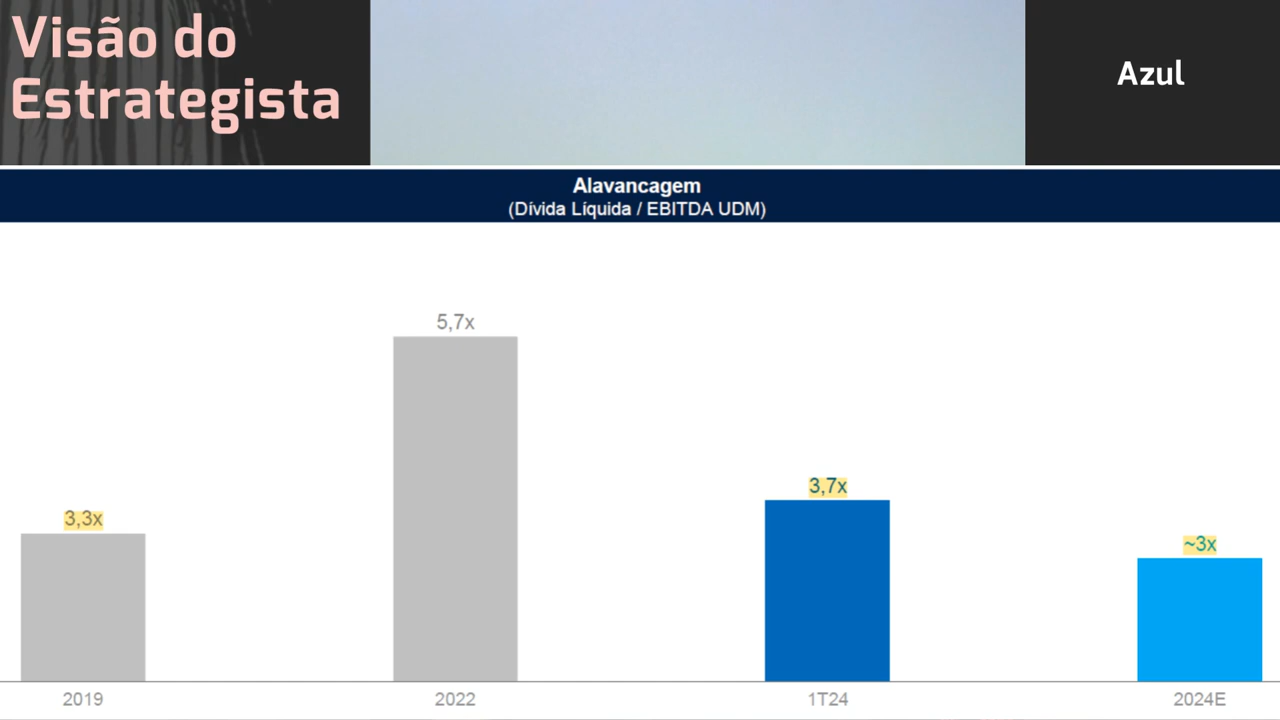 Visão do
Estrategista
Azul
Alavancagem
(Dívida Líquida / EBITDA UDM)
3,3x
5,7x
3,7x
~3x
2019
2022
1T24
2024E